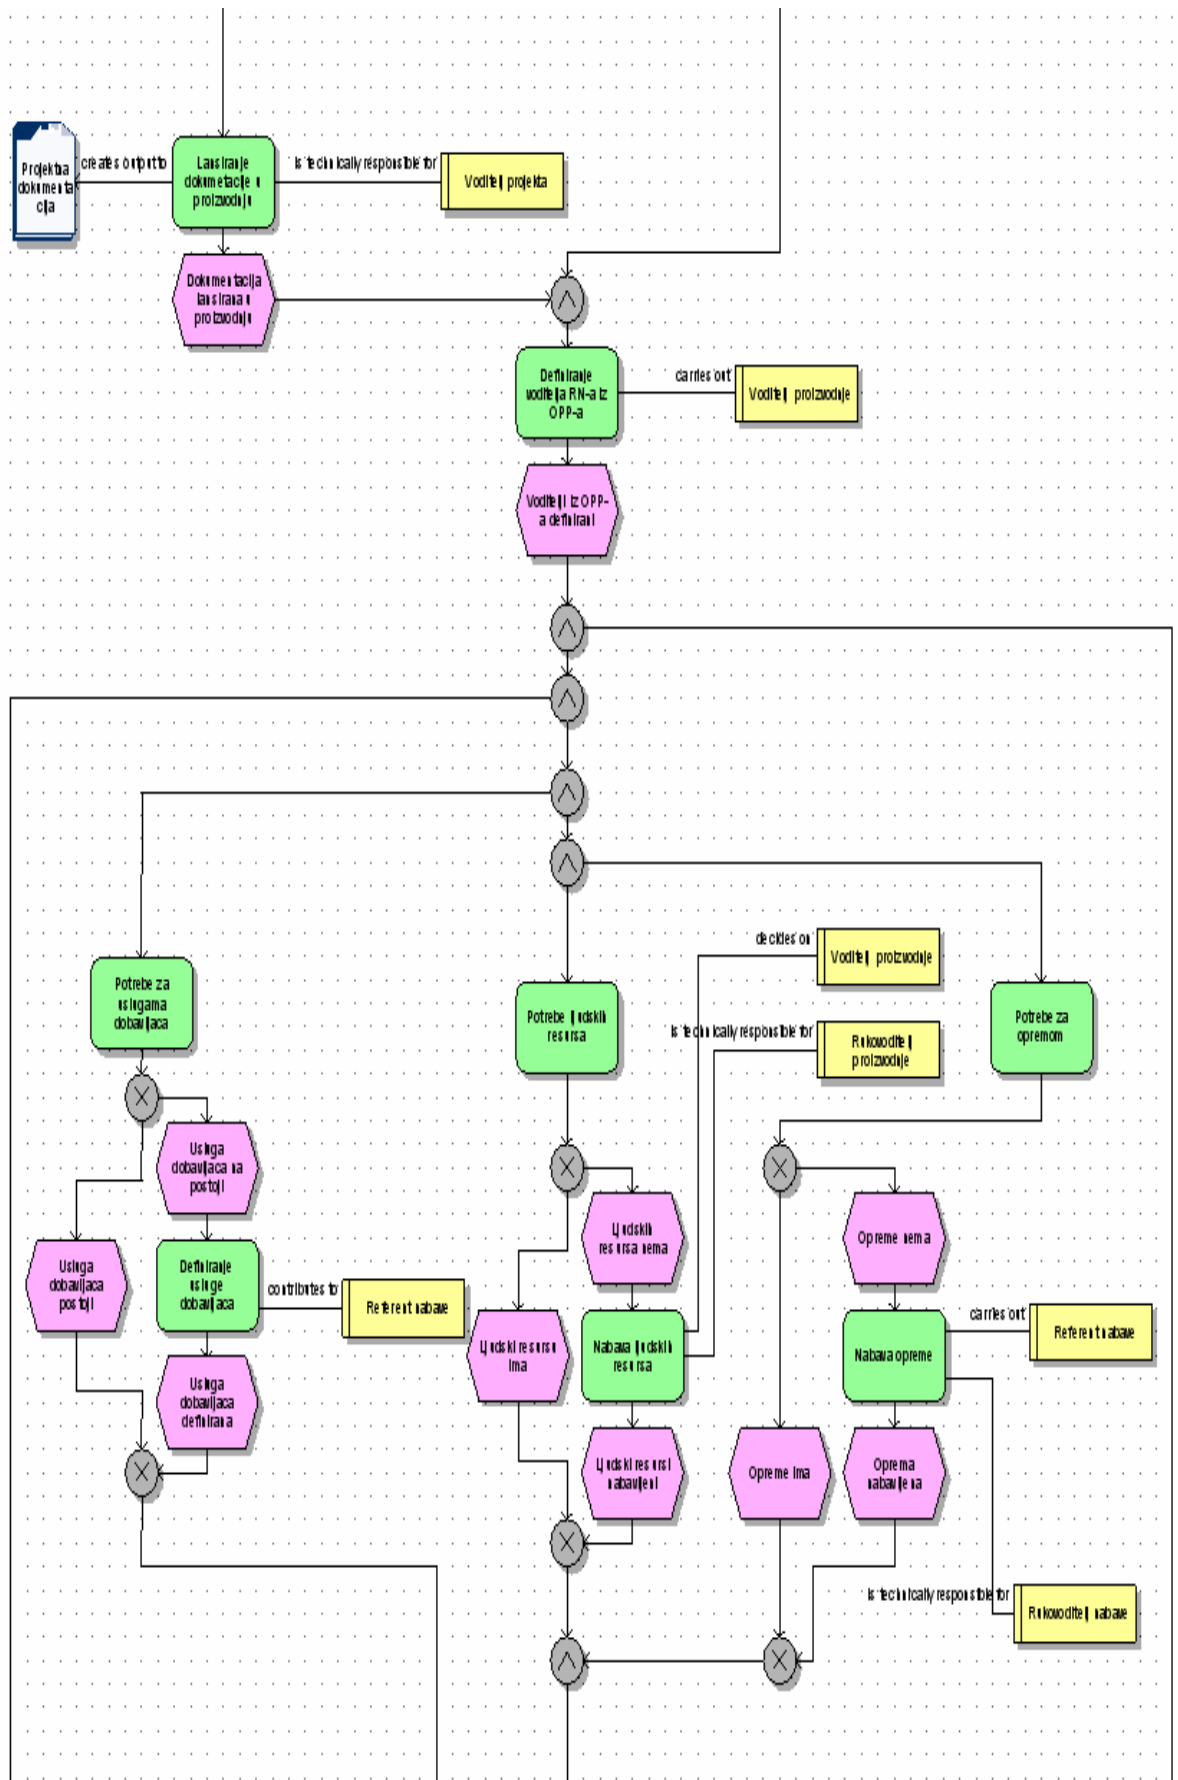 Projektna
dokumenta
cija
creates output to
Lansiranje
dokumetacije u
proizvodnju
is technically responsible for
Voditelj projekta
Dokumentacija
lansirana u
proizvodnju
Definiranje
voditelja RN-a iz
OPP-a
carries out
Voditelj proizvodnje
Voditelji iz OPP-
a definirani
Potrebe za
uslugama
dobavljaca
Potrebe ljudskih
resursa
decides on
Voditelj proizvodnje
is technically responsible for
Rukovoditelj
proizvodnje
Potrebe za
opremom
Usluga
dobavljaca na
postoji
Ljudskih
resursa nema
Opreme nema
Usluga
dobavljaca
postoji
Definiranje
usluge
dobavljaca
contributes to
Referent nabave
Ljudski resursu
ima
Nabava ljudskih
resursa
Nabava opreme
carries out
Referent nabave
Usluga
dobavljaca
definirana
Ljudski resursi
nabavljeni
Opreme ima
Oprema
nabavljena
is technically responsible for
Rukovoditelj nabave